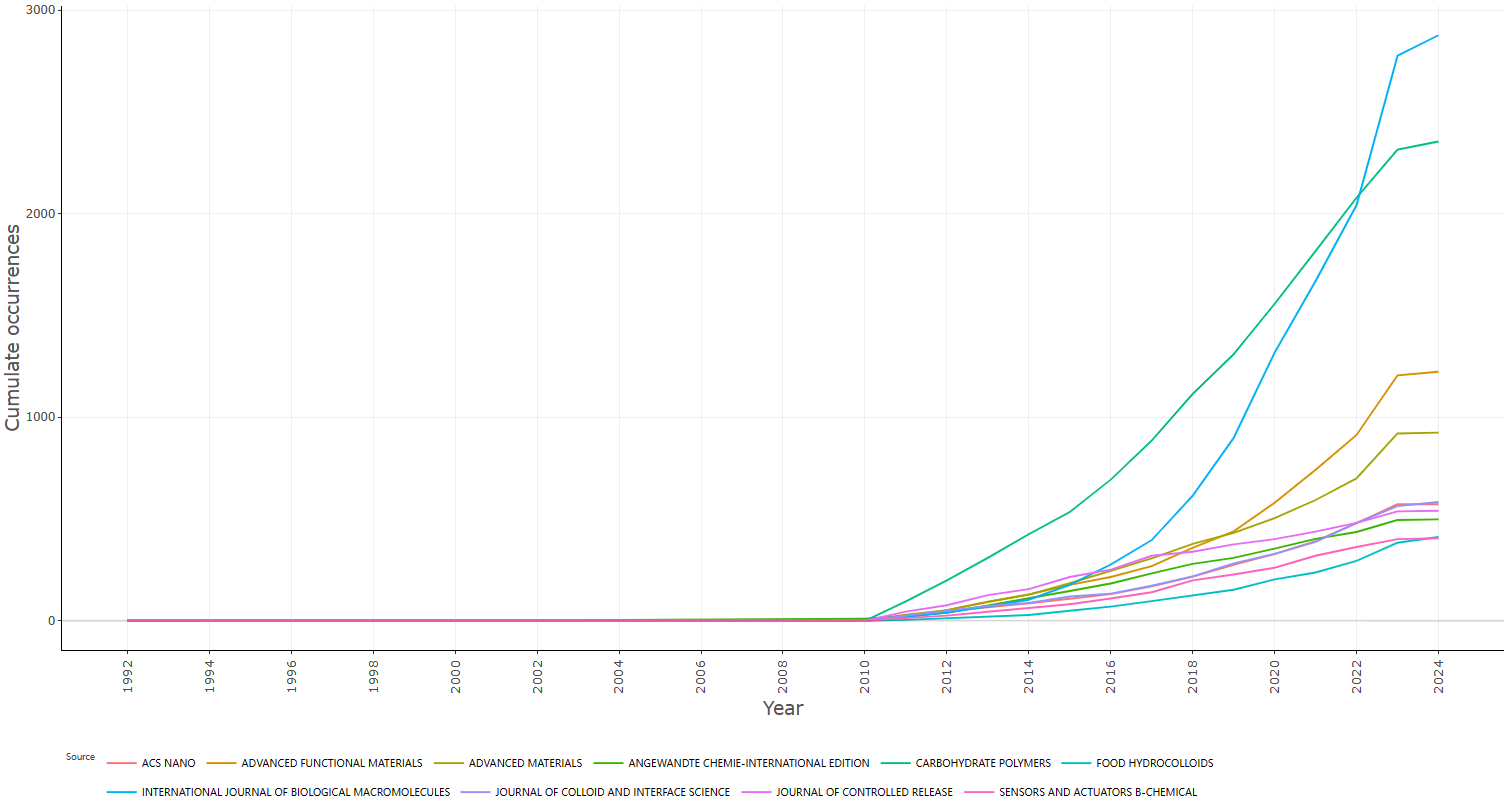 3000
2000
1000
0
Cumulate occurrences
1992 1994 1996 1998 2000 2002 2004 2006 2008 2010 2012 2014 2016 2018 2020 2022 2024
Year
Source ACS NANO ADVANCED FUNCTIONAL MATERIALS ADVANCED MATERIALS ANGEWANDTE CHEMIE-INTERNATIONAL EDITION CARBOHYDRATE POLYMERS FOOD HYDROCOLLOIDS
INTERNATIONAL JOURNAL OF BIOLOGICAL MACROMOLECULES JOURNAL OF COLLOID AND INTERFACE SCIENCE JOURNAL OF CONTROLLED RELEASE SENSORS AND ACTUATORS B-CHEMICAL